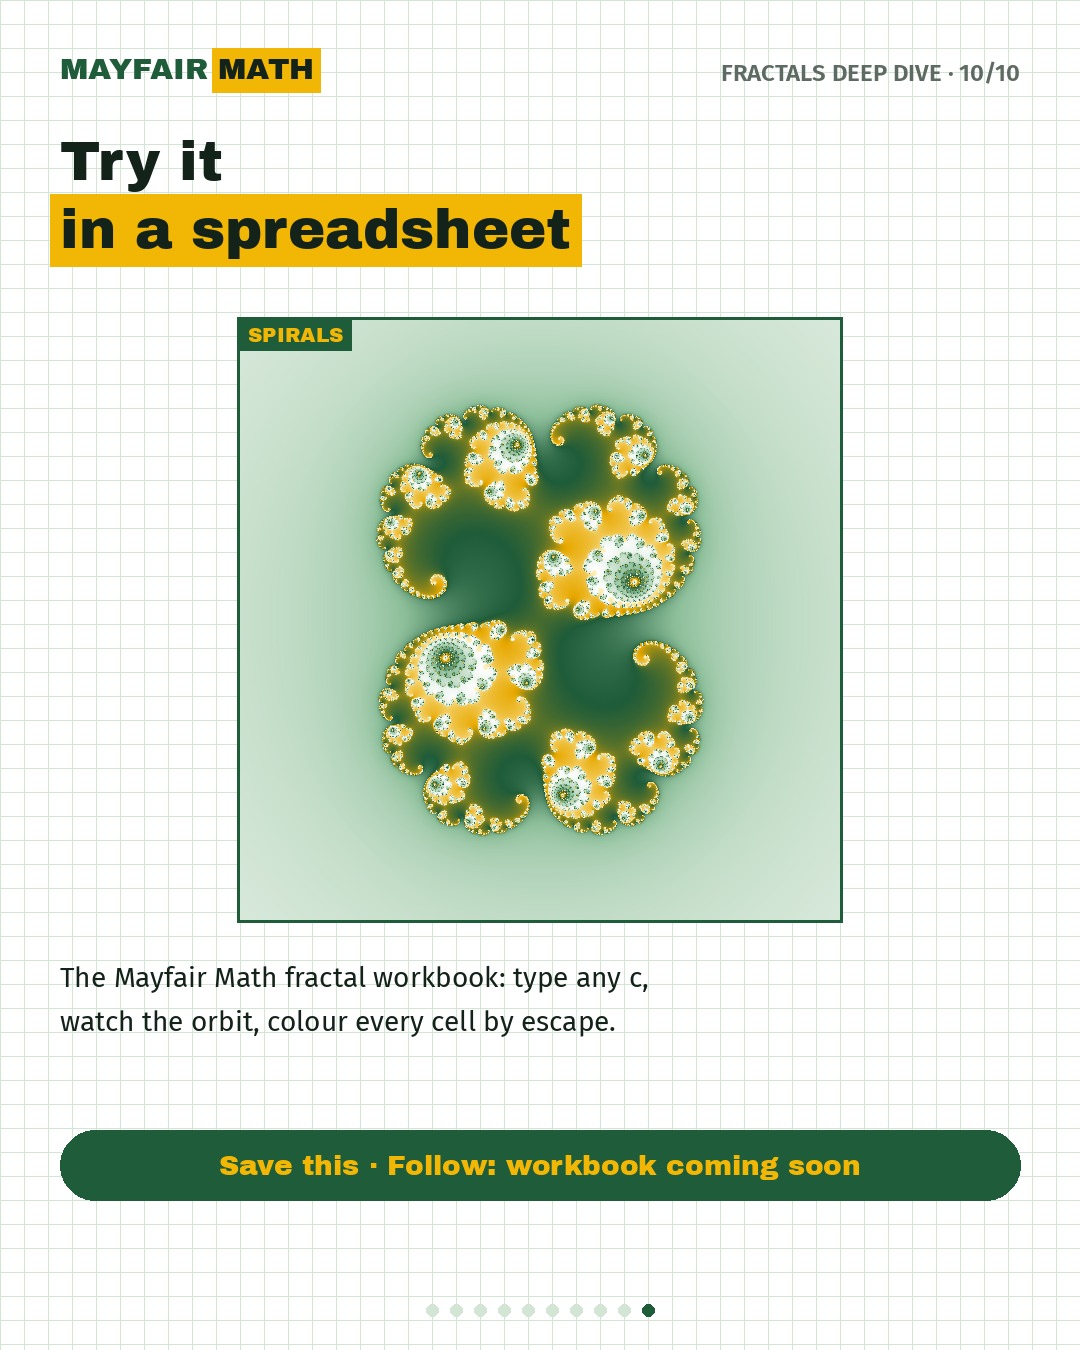 MAYFAIR MATH
FRACTALS DEEP DIVE · 10/10
Try it
in a spreadsheet
SPIRALS
The Mayfair Math fractal workbook: type any c,
watch the orbit, colour every cell by escape.
Save this · Follow: workbook coming soon